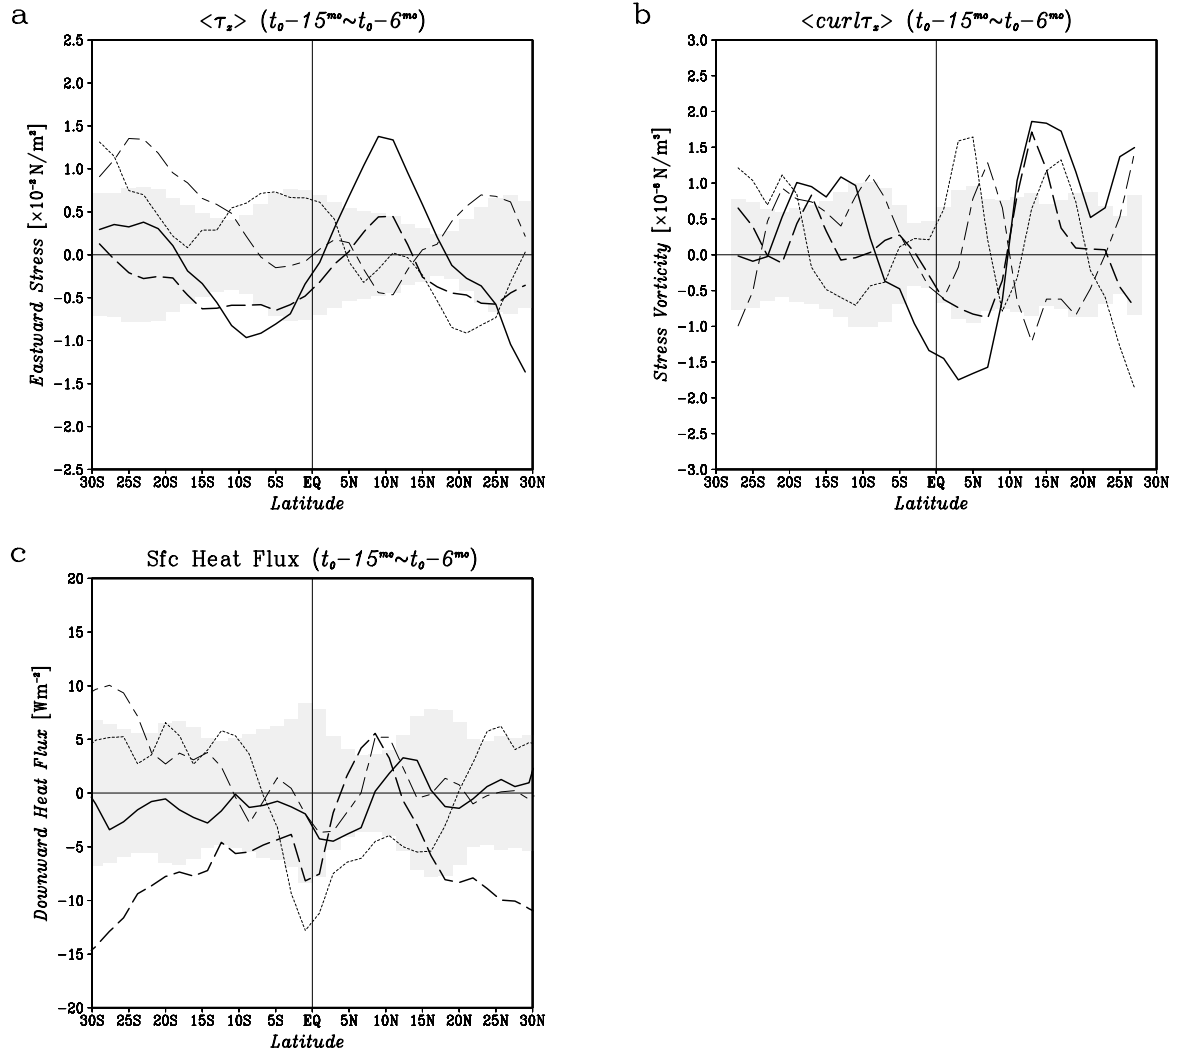 a
<τₓ> (t₀−15ᵐᵒ~t₀−6ᵐᵒ)
Eastward Stress [×10⁻² N/m²]
2.5
2.0
1.5
1.0
0.5
0.0
−0.5
−1.0
−1.5
−2.0
−2.5
30S 25S 20S 15S 10S 5S EQ 5N 10N 15N 20N 25N 30N
Latitude
b
<curlτₓ> (t₀−15ᵐᵒ~t₀−6ᵐᵒ)
Stress Vorticity [×10⁻⁸ N/m³]
3.0
2.5
2.0
1.5
1.0
0.5
0.0
−0.5
−1.0
−1.5
−2.0
−2.5
−3.0
30S 25S 20S 15S 10S 5S EQ 5N 10N 15N 20N 25N 30N
Latitude
c
Sfc Heat Flux (t₀−15ᵐᵒ~t₀−6ᵐᵒ)
Downward Heat Flux [Wm⁻²]
20
15
10
5
0
−5
−10
−15
−20
30S 25S 20S 15S 10S 5S EQ 5N 10N 15N 20N 25N 30N
Latitude